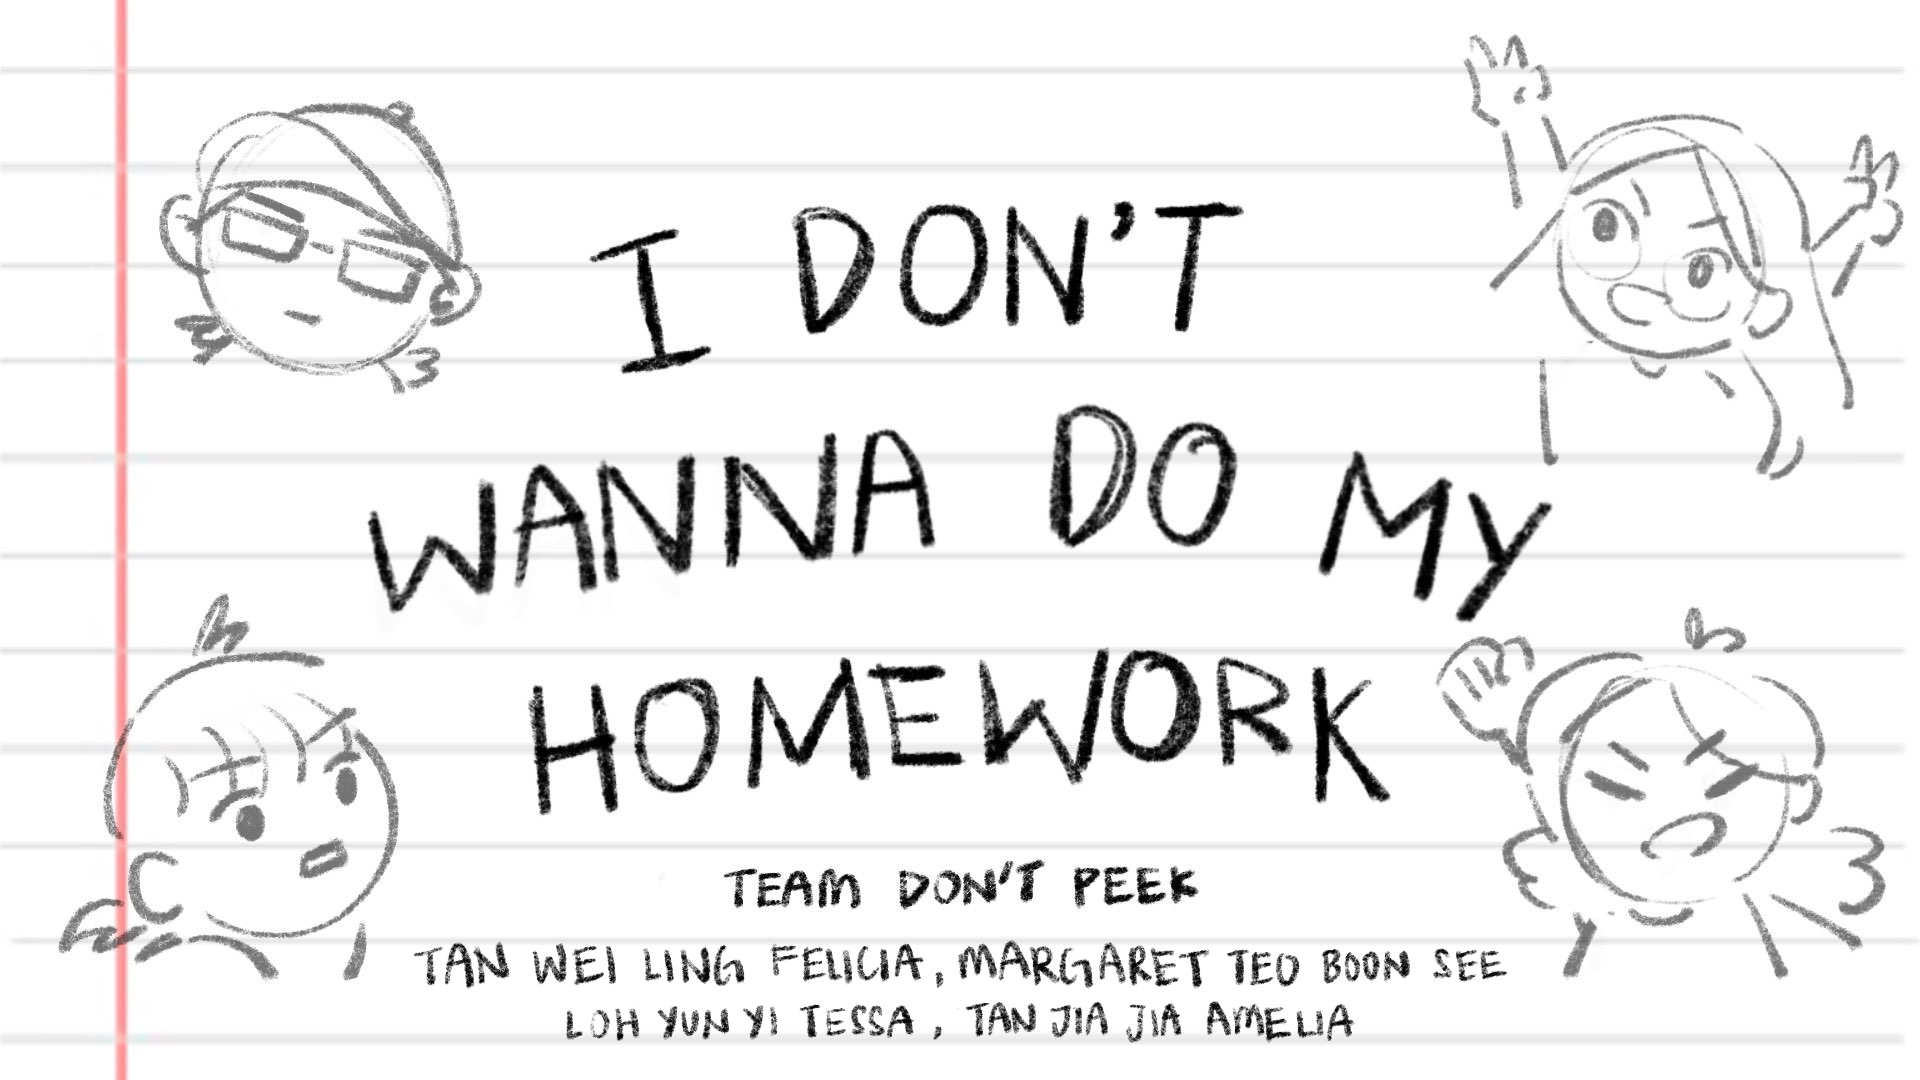 I DON'T
WANNA DO MY
HOMEWORK
TEAM DON'T PEEK
TAN WEI LING FELICIA, MARGARET TEO BOON SEE
LOH YUN YI TESSA, TAN JIA JIA AMELIA